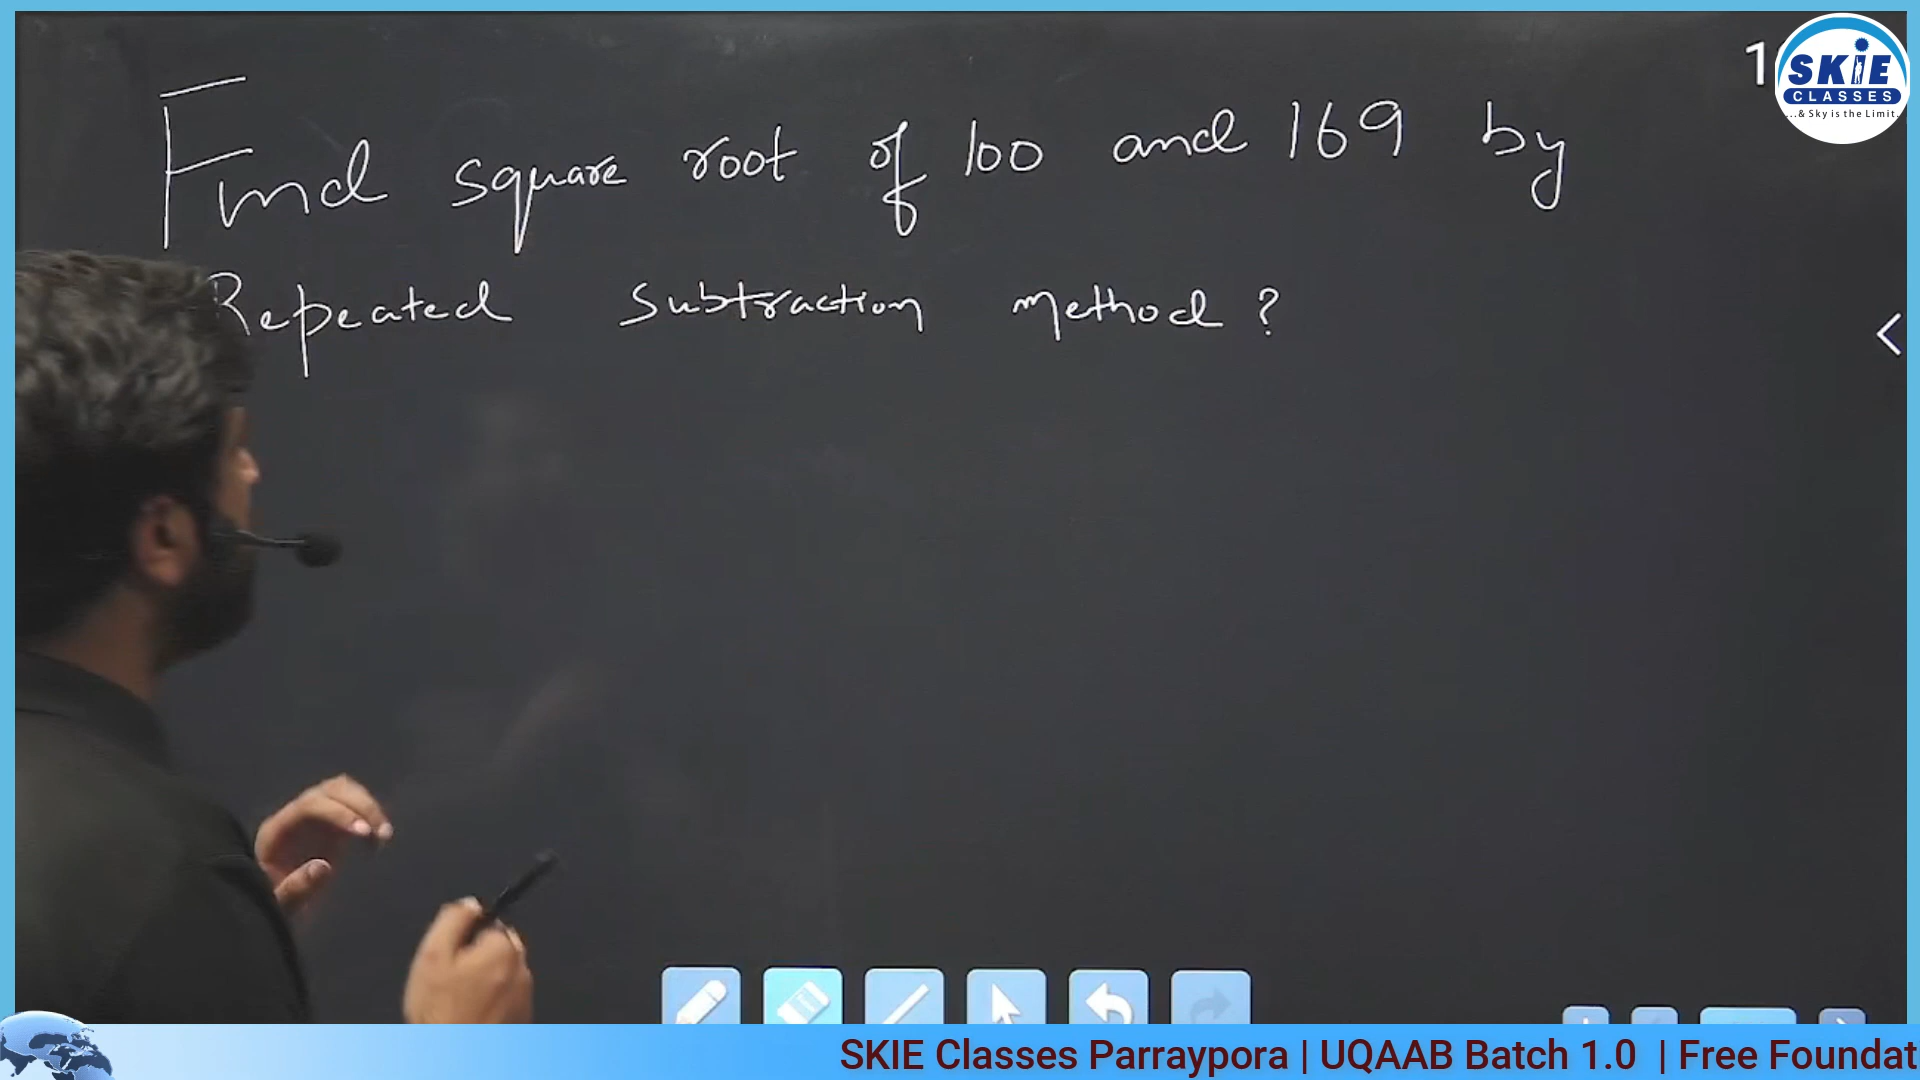 Find square root of 100 and 169 by
Repeated subtraction method ?
1
SKIE
CLASSES
...& Sky is the Limit.
<
SKIE Classes Parraypora | UQAAB Batch 1.0 | Free Foundat